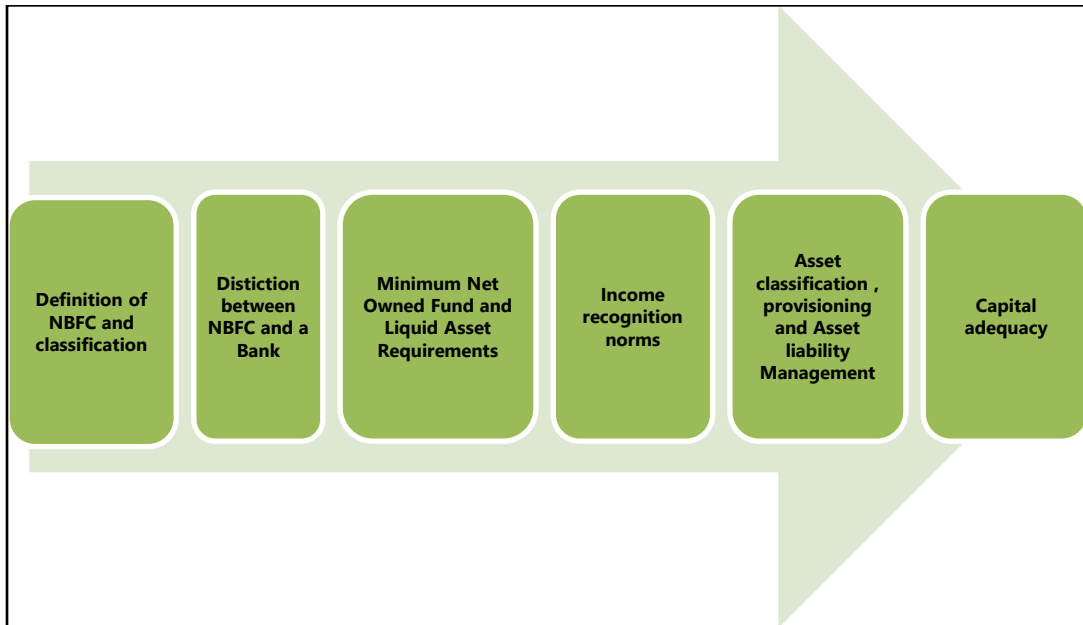 Definition of
NBFC and
classification
Distiction
between
NBFC and a
Bank
Minimum Net
Owned Fund and
Liquid Asset
Requirements
Income
recognition
norms
Asset
classification ,
provisioning
and Asset
liability
Management
Capital
adequacy